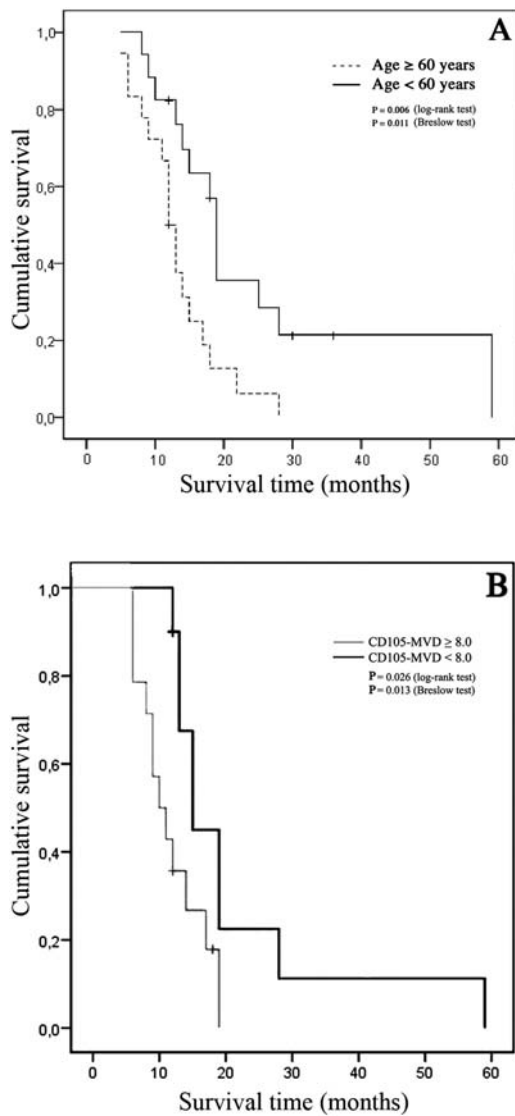 A
Age ≥ 60 years
Age < 60 years
P = 0.006 (log-rank test)
P = 0.011 (Breslow test)
Cumulative survival
1,0
0,8
0,6
0,4
0,2
0,0
0 10 20 30 40 50 60
Survival time (months)
B
CD105-MVD ≥ 8.0
CD105-MVD < 8.0
P = 0.026 (log-rank test)
P = 0.013 (Breslow test)
Cumulative survival
1,0
0,8
0,6
0,4
0,2
0,0
0 10 20 30 40 50 60
Survival time (months)